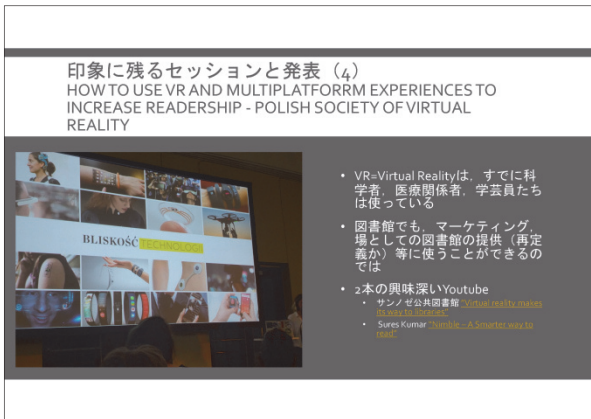 印象に残るセッションと発表（4）
HOW TO USE VR AND MULTIPLATFORRM EXPERIENCES TO
INCREASE READERSHIP - POLISH SOCIETY OF VIRTUAL
REALITY
BLISKOŚĆ TECHNOLOGII
• VR=Virtual Realityは，すでに科
学者，医療関係者，学芸員たち
は使っている
• 図書館でも，マーケティング，
場としての図書館の提供（再定
義か）等に使うことができるの
では
• 2本の興味深いYoutube
• サンノゼ公共図書館 "Virtual reality makes
its way to libraries"
• Sures Kumar "Nimble - A Smarter way to
read"